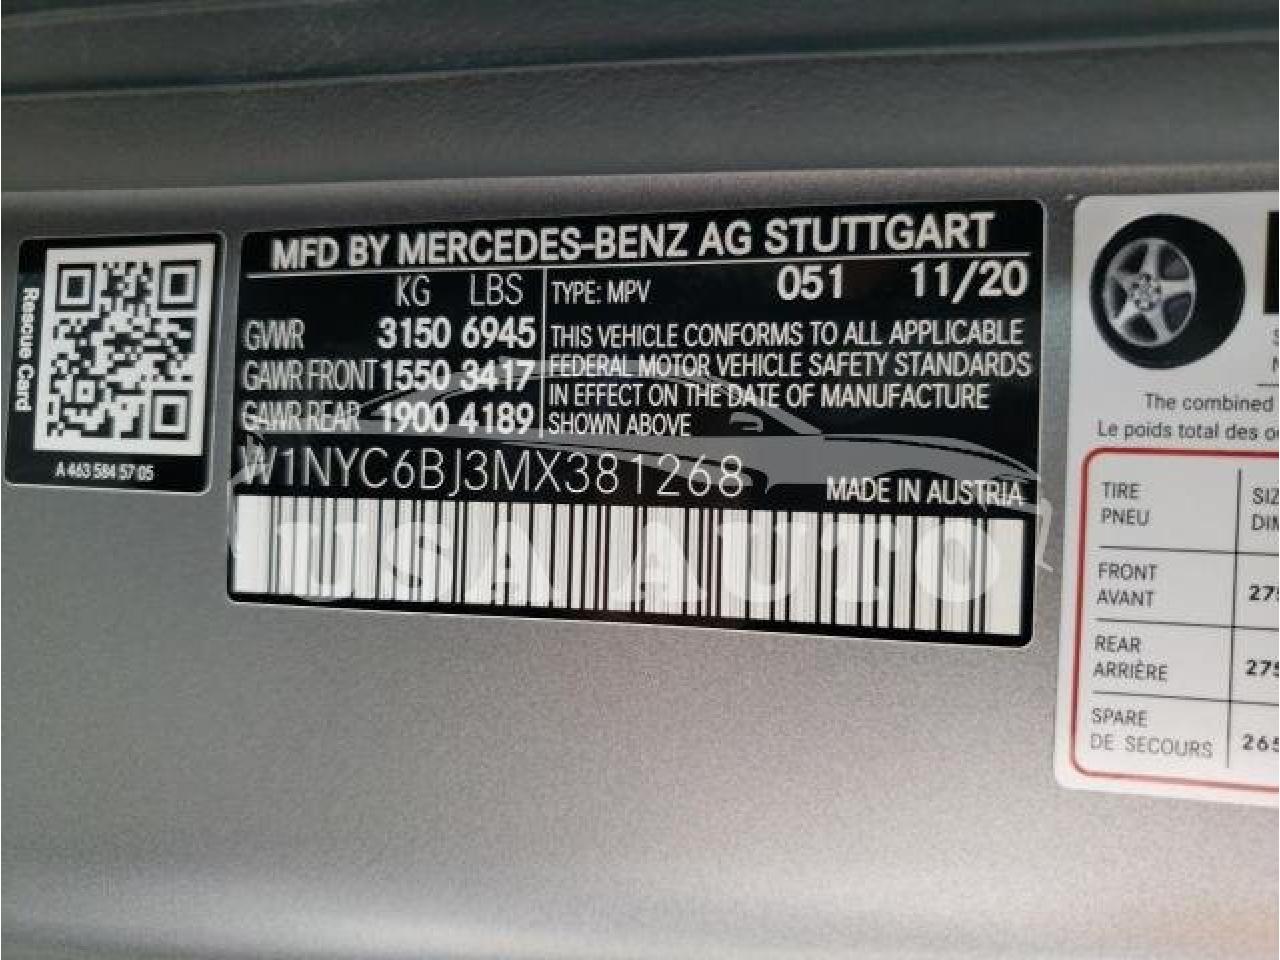 Rescue Card
A 463 584 57 05
MFD BY MERCEDES-BENZ AG STUTTGART
KG LBS
GVWR 3150 6945
GAWR FRONT 1550 3417
GAWR REAR 1900 4189
TYPE: MPV 051 11/20
THIS VEHICLE CONFORMS TO ALL APPLICABLE
FEDERAL MOTOR VEHICLE SAFETY STANDARDS
IN EFFECT ON THE DATE OF MANUFACTURE
SHOWN ABOVE
W1NYC6BJ3MX381268
MADE IN AUSTRIA
USA AUTO
The combined
Le poids total des
TIRE
PNEU
FRONT
AVANT
REAR
ARRIÈRE
SPARE
DE SECOURS 265